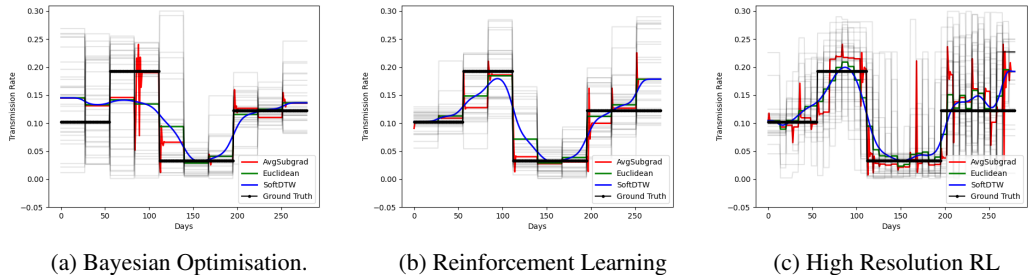 Transmission Rate
0.30
0.25
0.20
0.15
0.10
0.05
0.00
−0.05
0 50 100 150 200 250
Days
AvgSubgrad
Euclidean
SoftDTW
Ground Truth
(a) Bayesian Optimisation.
Transmission Rate
0.30
0.25
0.20
0.15
0.10
0.05
0.00
−0.05
0 50 100 150 200 250
Days
AvgSubgrad
Euclidean
SoftDTW
Ground Truth
(b) Reinforcement Learning
Transmission Rate
0.30
0.25
0.20
0.15
0.10
0.05
0.00
−0.05
0 50 100 150 200 250
Days
AvgSubgrad
Euclidean
SoftDTW
Ground Truth
(c) High Resolution RL